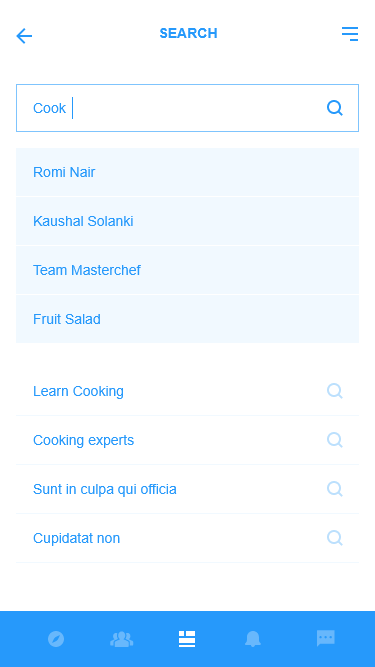 SEARCH
Cook
Romi Nair
Kaushal Solanki
Team Masterchef
Fruit Salad
Learn Cooking
Cooking experts
Sunt in culpa qui officia
Cupidatat non